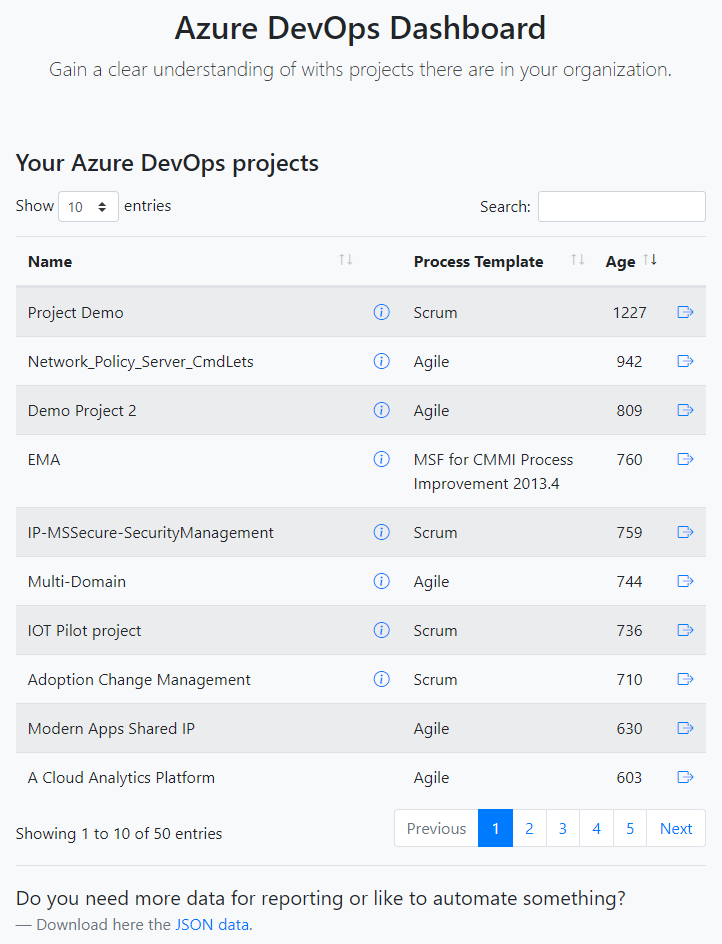 Azure DevOps Dashboard
Gain a clear understanding of withs projects there are in your organization.
Your Azure DevOps projects
Show 10 entries Search:
Name Process Template Age
Project Demo Scrum 1227
Network_Policy_Server_CmdLets Agile 942
Demo Project 2 Agile 809
EMA MSF for CMMI Process 760
Improvement 2013.4
IP-MSSecure-SecurityManagement Scrum 759
Multi-Domain Agile 744
IOT Pilot project Scrum 736
Adoption Change Management Scrum 710
Modern Apps Shared IP Agile 630
A Cloud Analytics Platform Agile 603
Showing 1 to 10 of 50 entries Previous 1 2 3 4 5 Next
Do you need more data for reporting or like to automate something?
— Download here the JSON data.